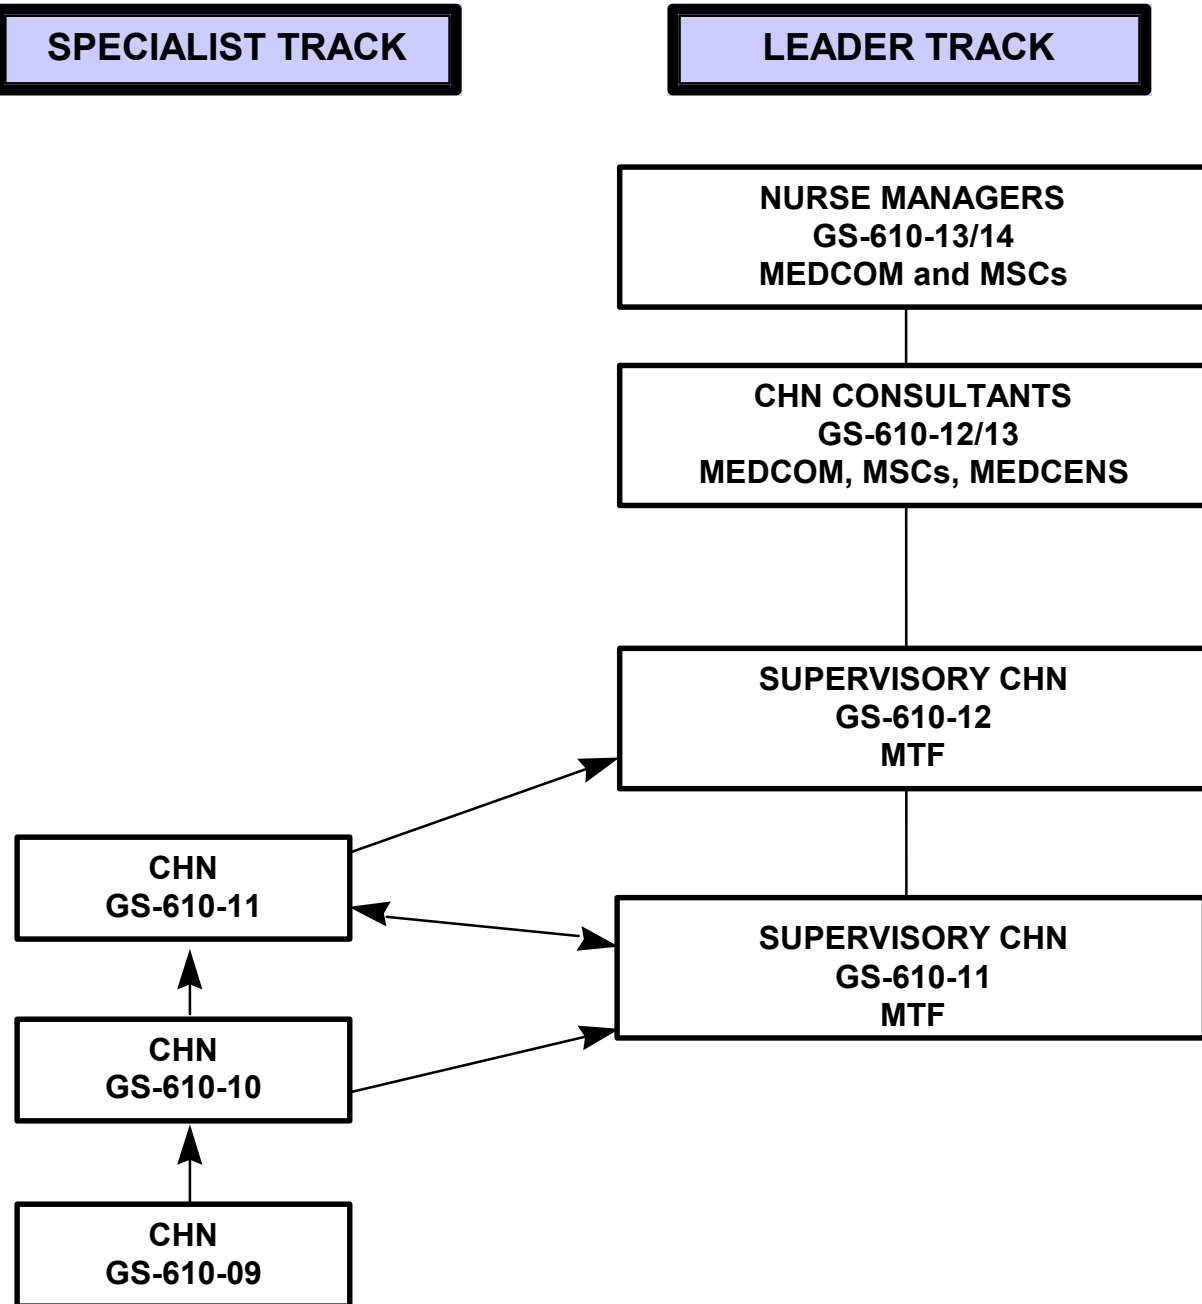 SPECIALIST TRACK
LEADER TRACK
NURSE MANAGERS
GS-610-13/14
MEDCOM and MSCs
CHN CONSULTANTS
GS-610-12/13
MEDCOM, MSCs, MEDCENS
SUPERVISORY CHN
GS-610-12
MTF
CHN
GS-610-11
SUPERVISORY CHN
GS-610-11
MTF
CHN
GS-610-10
CHN
GS-610-09